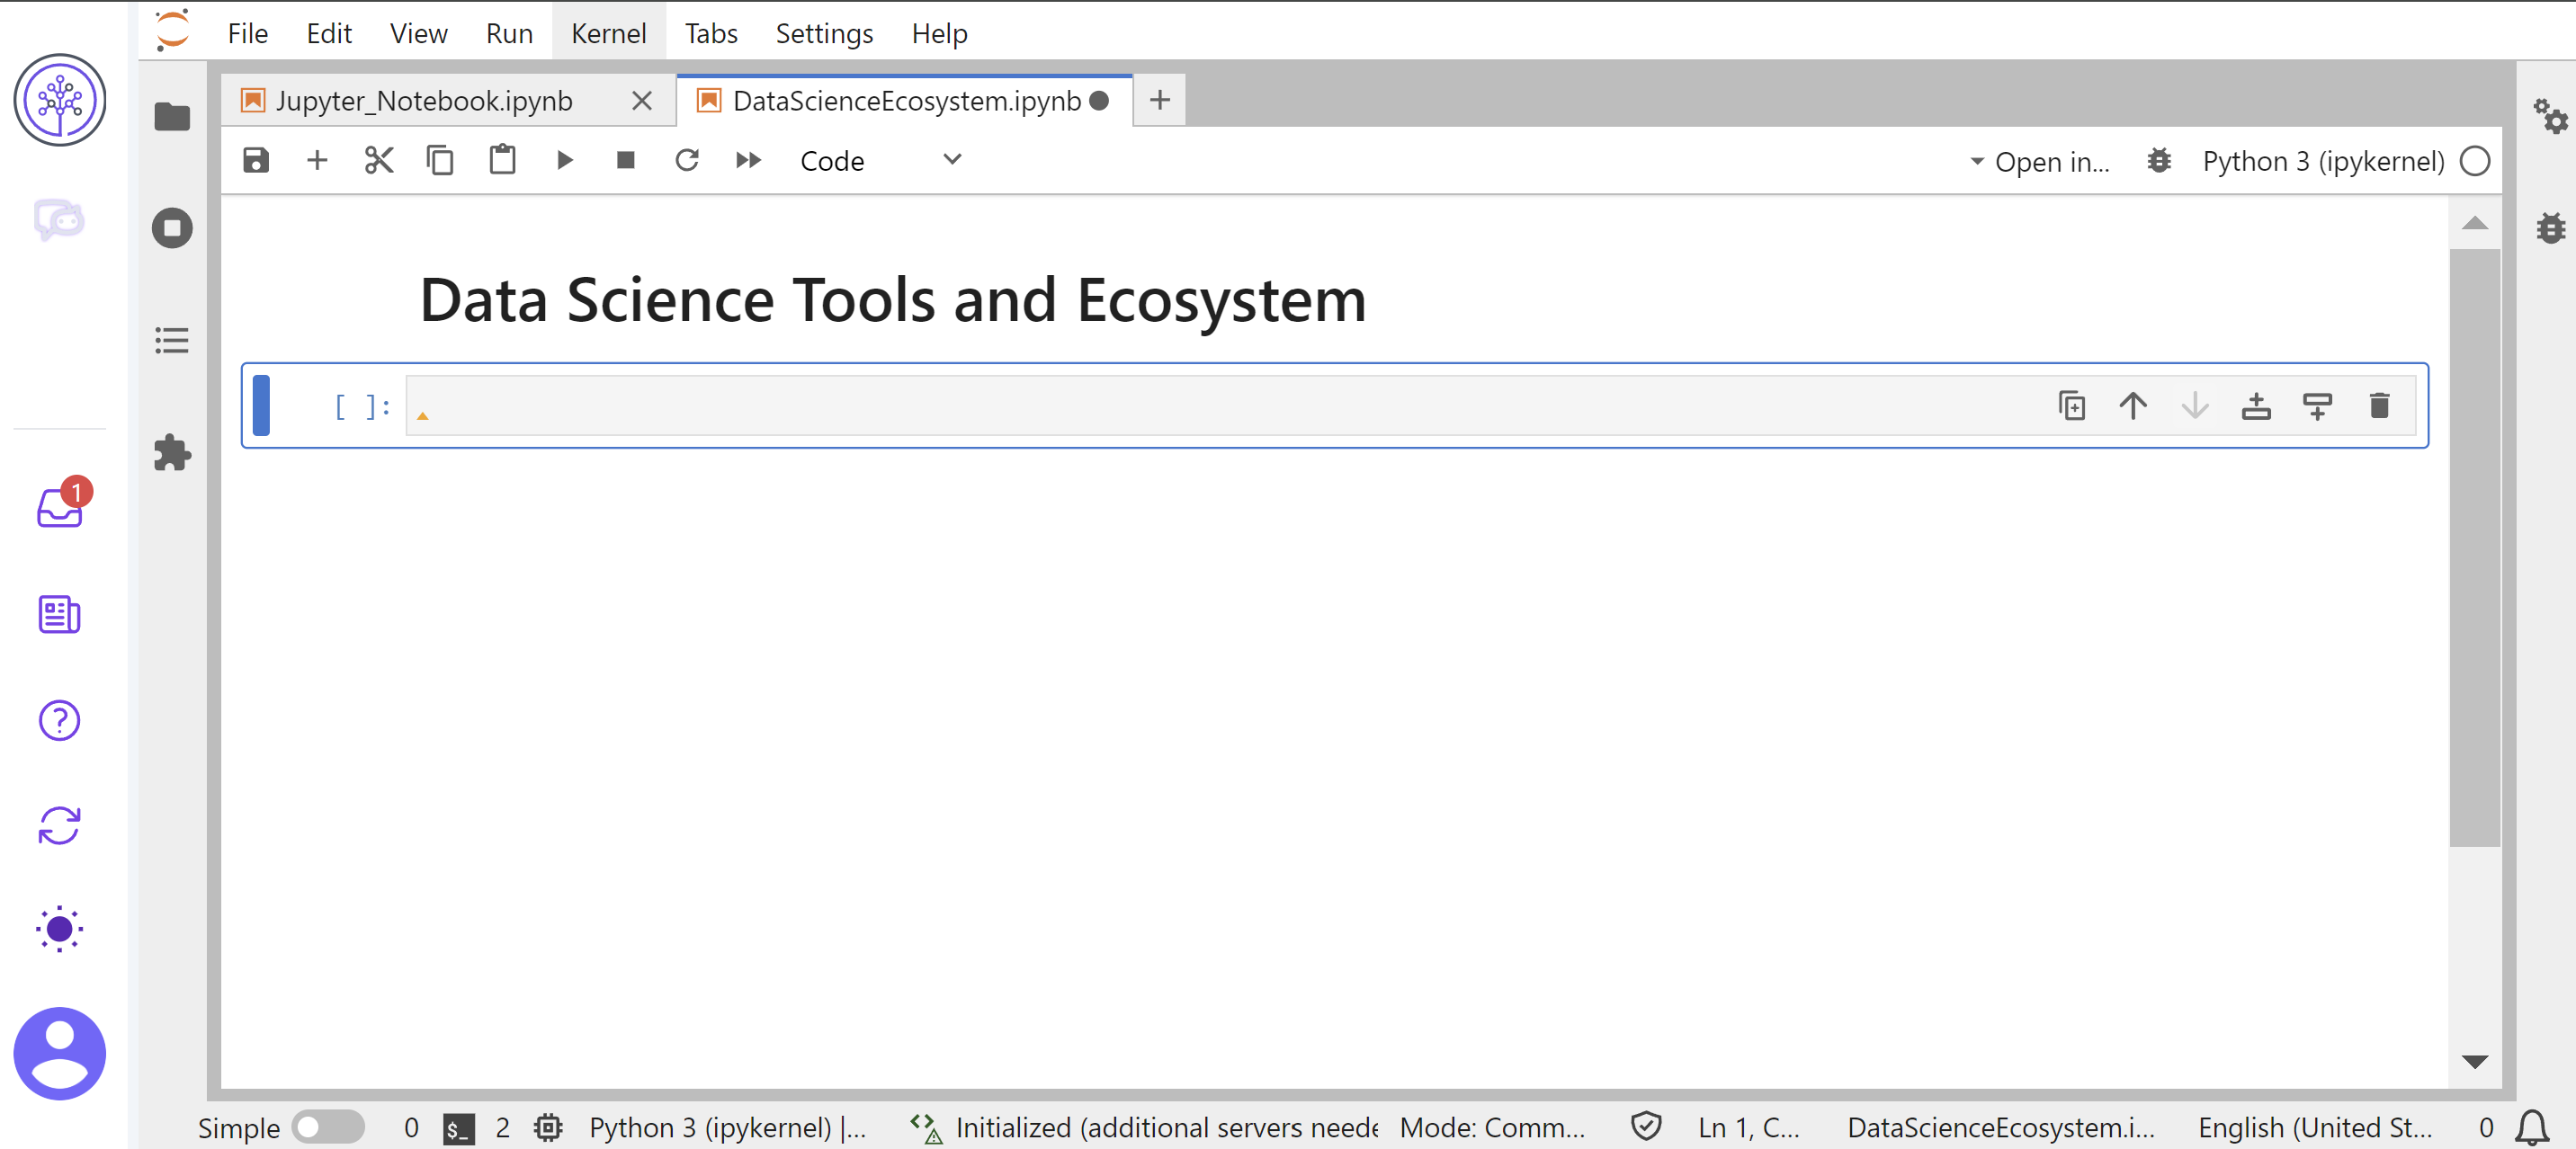 File Edit View Run Kernel Tabs Settings Help
Jupyter_Notebook.ipynb DataScienceEcosystem.ipynb
Code Open in... Python 3 (ipykernel)
Data Science Tools and Ecosystem
[ ]:
1
Simple 0 $_ 2 Python 3 (ipykernel) |... Initialized (additional servers neede Mode: Comm... Ln 1, C... DataScienceEcosystem.i... English (United St... 0